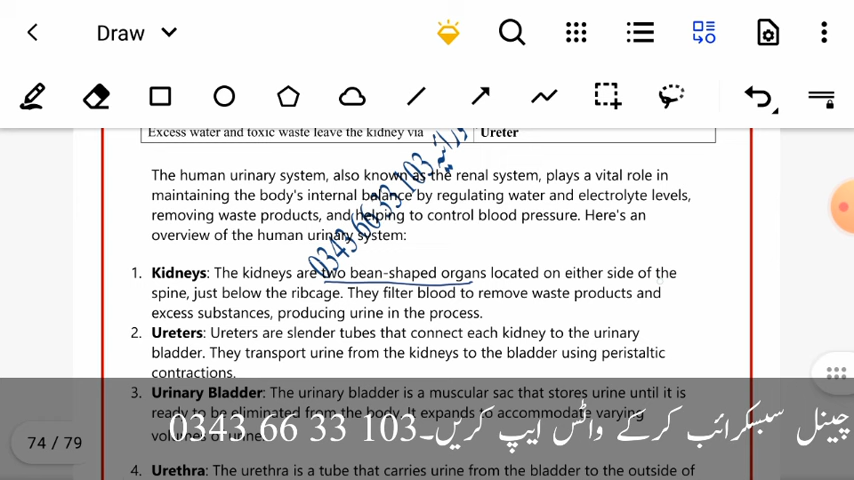 Draw
Excess water and toxic waste leave the kidney via Ureter
The human urinary system, also known as the renal system, plays a vital role in
maintaining the body's internal balance by regulating water and electrolyte levels,
removing waste products, and helping to control blood pressure. Here's an
overview of the human urinary system:
0343 66 33 103
1. Kidneys: The kidneys are two bean-shaped organs located on either side of the
spine, just below the ribcage. They filter blood to remove waste products and
excess substances, producing urine in the process.
2. Ureters: Ureters are slender tubes that connect each kidney to the urinary
bladder. They transport urine from the kidneys to the bladder using peristaltic
contractions.
3. Urinary Bladder: The urinary bladder is a muscular sac that stores urine until it is
ready to be eliminated from the body. It expands to accommodate varying
volumes of urine.
چینل سبسکرائب کرکے واٹس ایپ کریں۔103 33 66 0343
74 / 79
4. Urethra: The urethra is a tube that carries urine from the bladder to the outside of